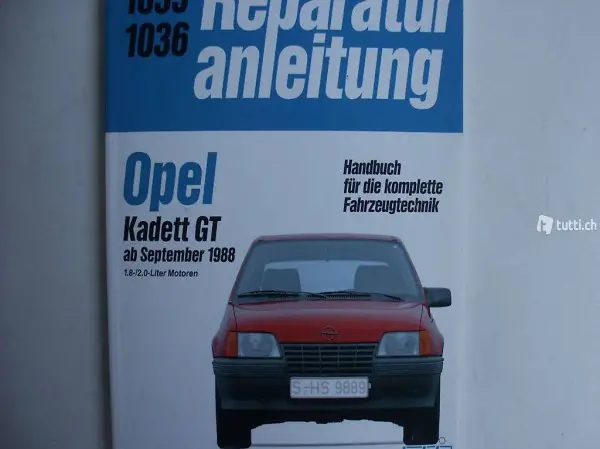 1036
Reparatur
anleitung
Opel
Kadett GT
ab September 1988
1.8-/2.0-Liter Motoren
Handbuch
für die komplette
Fahrzeugtechnik
tutti.ch
S-HS 9889